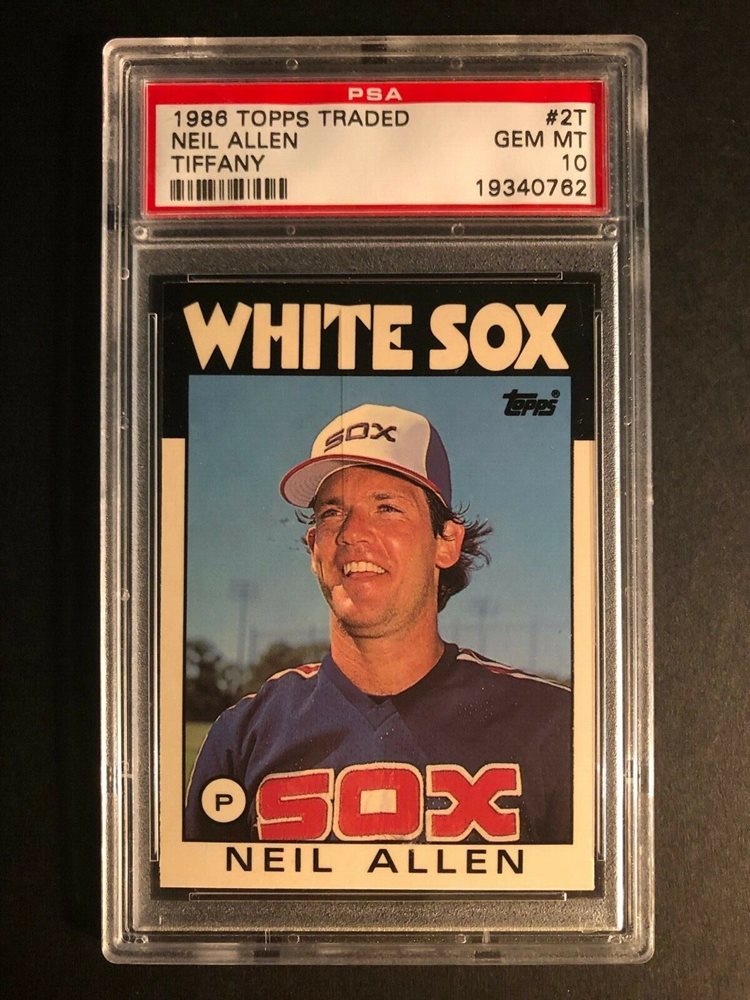 PSA
1986 TOPPS TRADED #2T
NEIL ALLEN GEM MT
TIFFANY 10
19340762
WHITE SOX
topps®
SOX
P
SOX
NEIL ALLEN